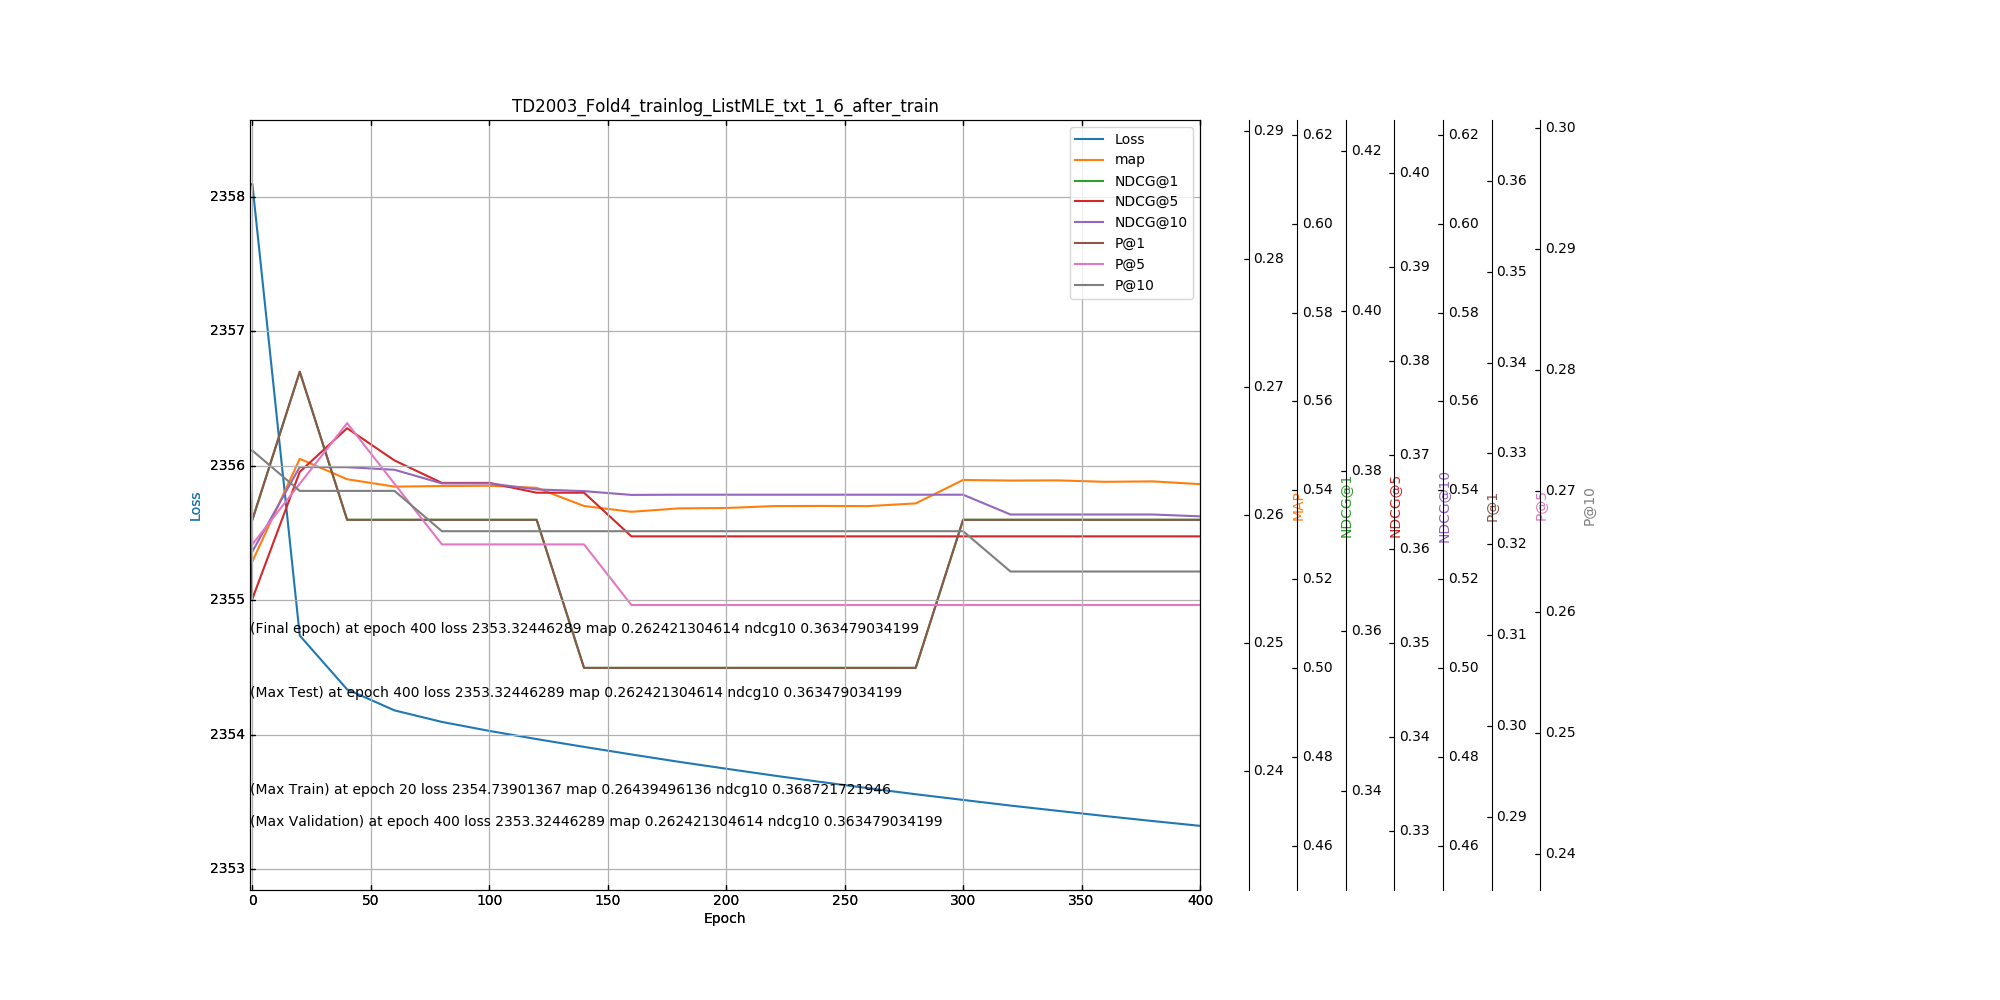 TD2003_Fold4_trainlog_ListMLE_txt_1_6_after_train
Loss
map
NDCG@1
NDCG@5
NDCG@10
P@1
P@5
P@10
2358
2357
2356
2355
2354
2353
Loss
(Final epoch) at epoch 400 loss 2353.32446289 map 0.262421304614 ndcg10 0.363479034199
(Max Test) at epoch 400 loss 2353.32446289 map 0.262421304614 ndcg10 0.363479034199
(Max Train) at epoch 20 loss 2354.73901367 map 0.26439496136 ndcg10 0.368721721946
(Max Validation) at epoch 400 loss 2353.32446289 map 0.262421304614 ndcg10 0.363479034199
0 50 100 150 200 250 300 350 400
Epoch
0.29
0.28
0.27
0.26
0.25
0.24
MAP
0.62
0.60
0.58
0.56
0.54
0.52
0.50
0.48
0.46
NDCG@1
0.42
0.40
0.38
0.36
0.34
NDCG@5
0.40
0.39
0.38
0.37
0.36
0.35
0.34
0.33
NDCG@10
0.62
0.60
0.58
0.56
0.54
0.52
0.50
0.48
0.46
P@1
0.36
0.35
0.34
0.33
0.32
0.31
0.30
0.29
P@5
0.30
0.29
0.28
0.27
0.26
0.25
0.24
P@10